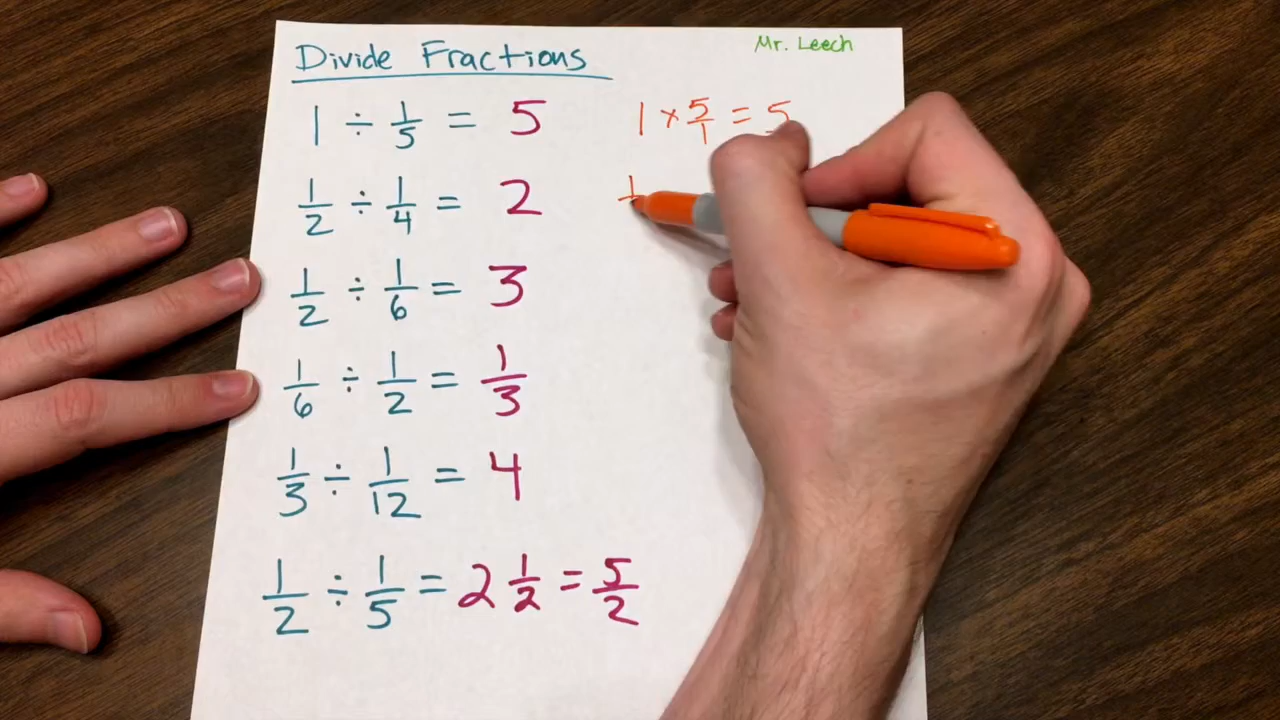 Divide Fractions
Mr. Leech
1 ÷ 1/5 = 5
1 × 5/1 = 5
1/2 ÷ 1/4 = 2
1
1/2 ÷ 1/6 = 3
1/6 ÷ 1/2 = 1/3
1/3 ÷ 1/12 = 4
1/2 ÷ 1/5 = 2 1/2 = 5/2